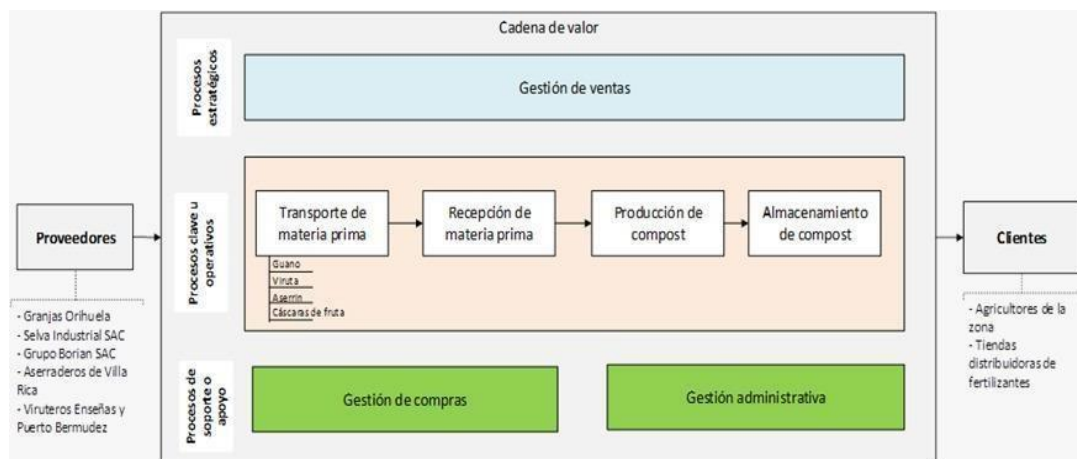 Cadena de valor
Procesos
estratégicos
Gestión de ventas
Procesos clave u
operativos
Transporte de
materia prima
Guano
Viruta
Aserrin
Cáscaras de fruta
Recepción de
materia prima
Producción de
compost
Almacenamiento
de compost
Proveedores
- Granjas Orihuela
- Selva Industrial SAC
- Grupo Borian SAC
- Aserraderos de Villa
Rica
- Viruteros Enseñas y
Puerto Bermudez
Clientes
- Agricultores de la
zona
- Tiendas
distribuidoras de
fertilizantes
Procesos de
soporte o
apoyo
Gestión de compras
Gestión administrativa